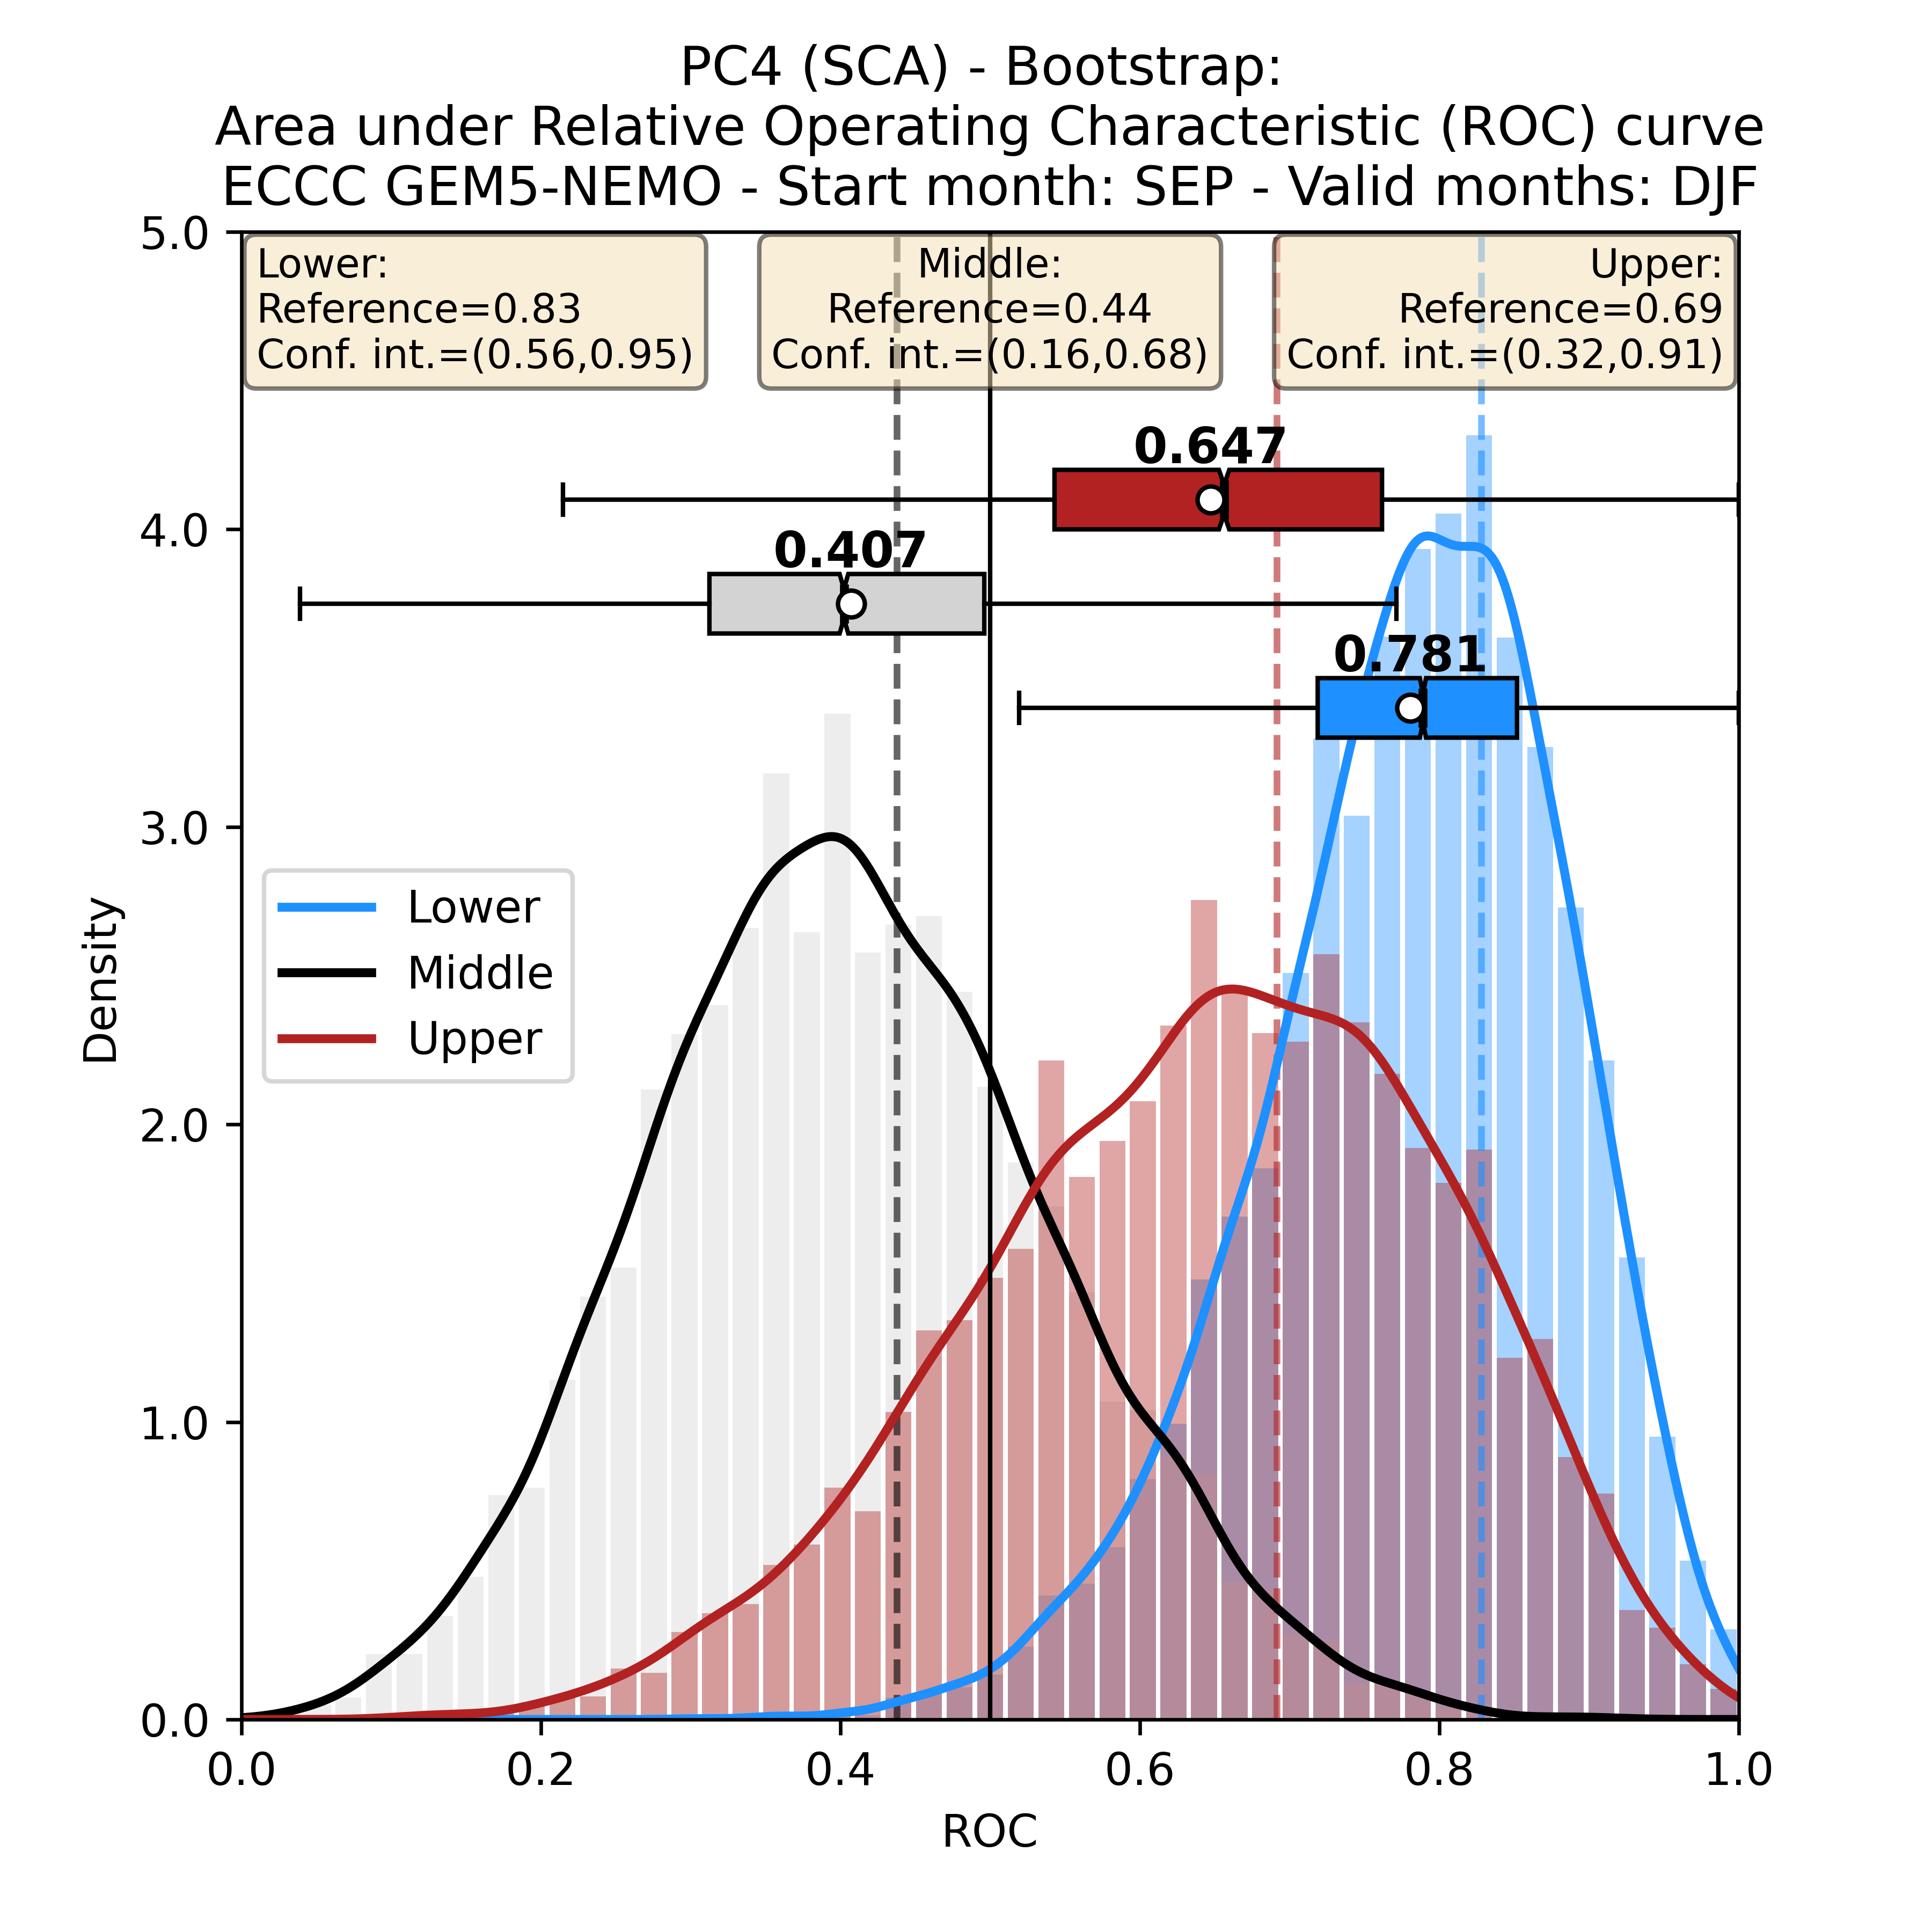 PC4 (SCA) - Bootstrap:
Area under Relative Operating Characteristic (ROC) curve
ECCC GEM5-NEMO - Start month: SEP - Valid months: DJF
Lower:
Reference=0.83
Conf. int.=(0.56,0.95)
Middle:
Reference=0.44
Conf. int.=(0.16,0.68)
Upper:
Reference=0.69
Conf. int.=(0.32,0.91)
0.647
0.407
0.781
Lower
Middle
Upper
Density
5.0
4.0
3.0
2.0
1.0
0.0
0.0 0.2 0.4 0.6 0.8 1.0
ROC